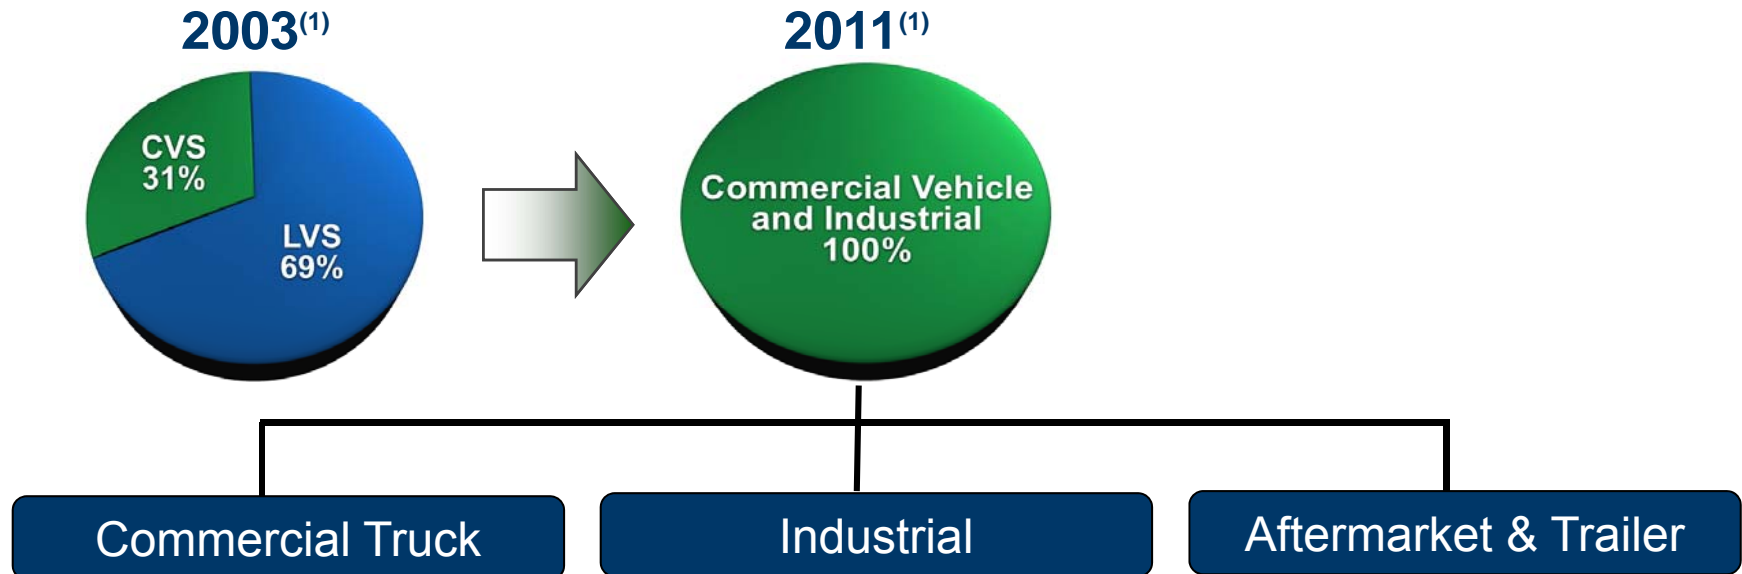 2003(1)
2011(1)
CVS
31%
LVS
69%
Commercial Vehicle
and Industrial
100%
Commercial Truck
Industrial
Aftermarket & Trailer